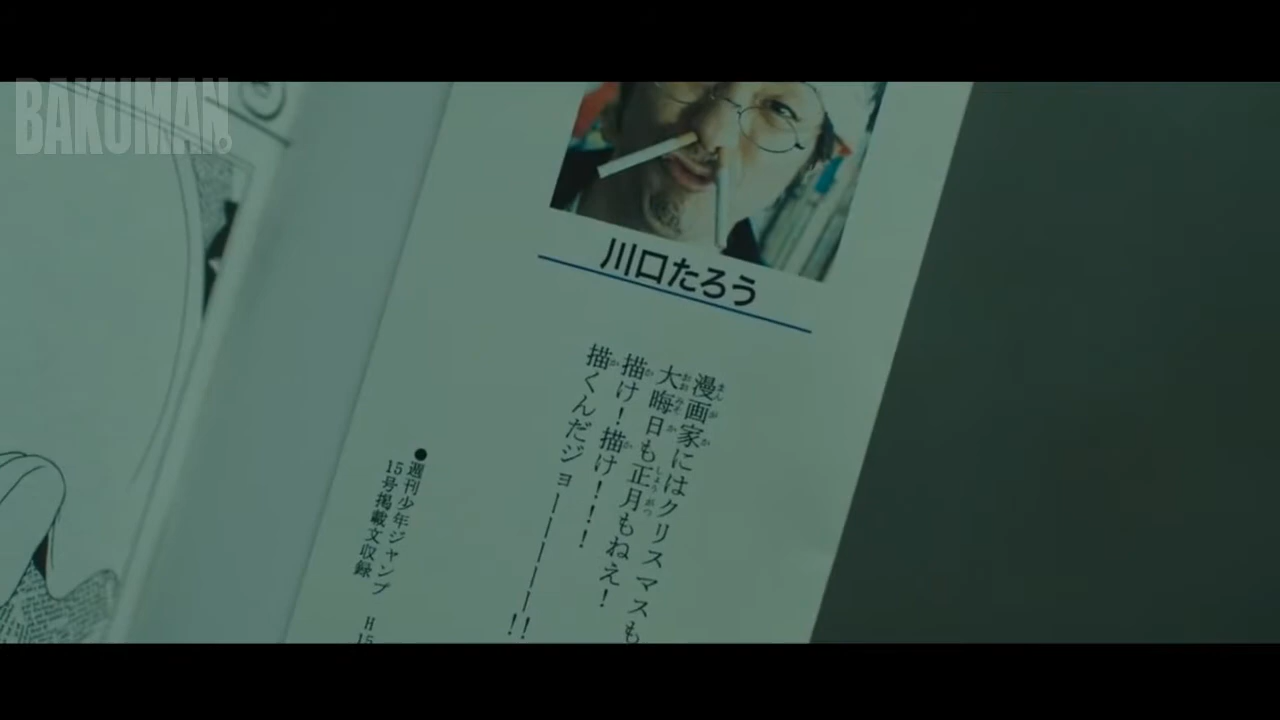 BAKUMAN。
川口たろう
漫画家にはクリスマスも
大晦日も正月もねえ！
描け！描け！！！
描くんだジョーーーーー!!
●週刊少年ジャンプ
15号掲載文収録
H15